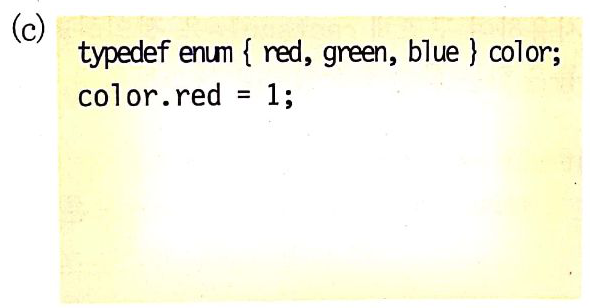 (c)
typedef enum { red, green, blue } color;
color.red = 1;